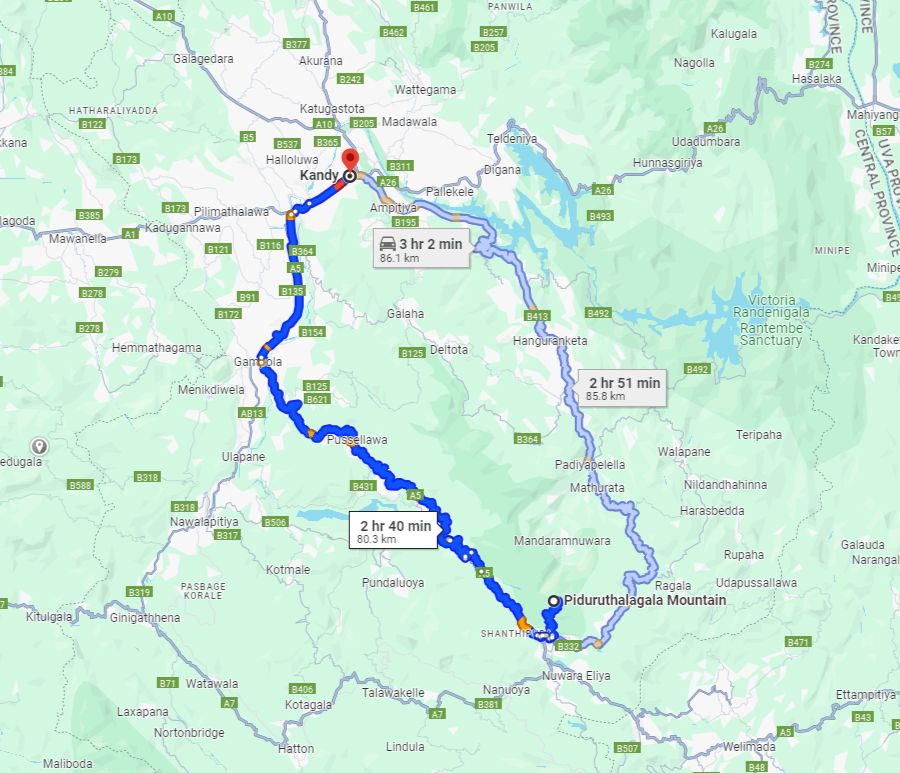 B461
PANWILA
A10
B462
B257
Kalugala
PROVINCE
INCE
B377
B205
Galagedara
Akurana
Nagolla
B274
384
B242
Hasalaka
Wattegama
HATHARALIYADDA
Katugastota
B122
A10
B205
Madawala
Mahiyang
B5
B537
B365
Teldeniya
A26
B57
kana
B173
Halloluwa
B311
Udadumbara
UVA PROV
CENTRAL PROVINCE
Kandy
A26
Digana
Hunnasgiriya
Pallekele
A26
B385
B173
Pilimathalawa
Ampitiya
B195
B493
agoda
A1
Kadugannawa
Mawanella
B116
B364
3 hr 2 min
86.1 km
B121
MINIPE
B279
A5
Minipe
B278
B135
B91
B49
B172
Galaha
B413
B492
Victoria
Randenigala
Rantembe
Sanctuary
B278
B154
Hemmathagama
B125
Deltota
Hanguranketa
Kandake
Town
Gampola
B492
Menikdiwela
B125
B621
2 hr 51 min
85.8 km
AB13
B364
Teripaha
Pussellawa
edugala
Ulapane
Walapane
Padiyapelella
B318
B588
B431
A5
Mathurata
Nildandhahinna
B318
Nawalapitiya
B506
Harasbedda
B317
2 hr 40 min
80.3 km
Mandaramnuwara
Galauda
Rupaha
Narangal
Kotmale
A5
Pundaluoya
Ragala
Udapussallawa
PASBAGE
KORALE
B319
Piduruthalagala Mountain
Kitulgala
Ginigathhena
SHANTHIP
B332
B471
Nuwara Eliya
B71
Watawala
B406
Talawakelle
Nanuoya
Ettampitiya
A7
Kotagala
B381
Laxapana
A7
B43
Nortonbridge
A5
Hatton
Lindula
B507
Welimada
Maliboda
B48